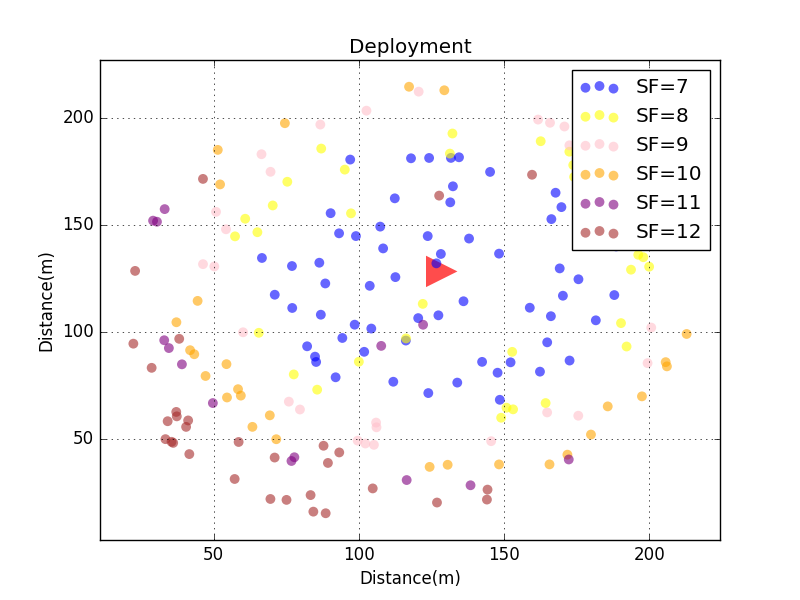 Deployment
SF=7
SF=8
SF=9
SF=10
SF=11
SF=12
Distance(m)
200
150
100
50
50 100 150 200
Distance(m)